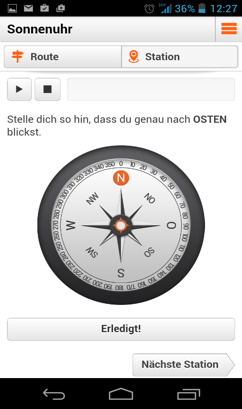 36% 12:27
Sonnenuhr
Route Station
Stelle dich so hin, dass du genau nach OSTEN
blickst.
N
NW NO
W O
SW SO
S
Erledigt!
Nächste Station